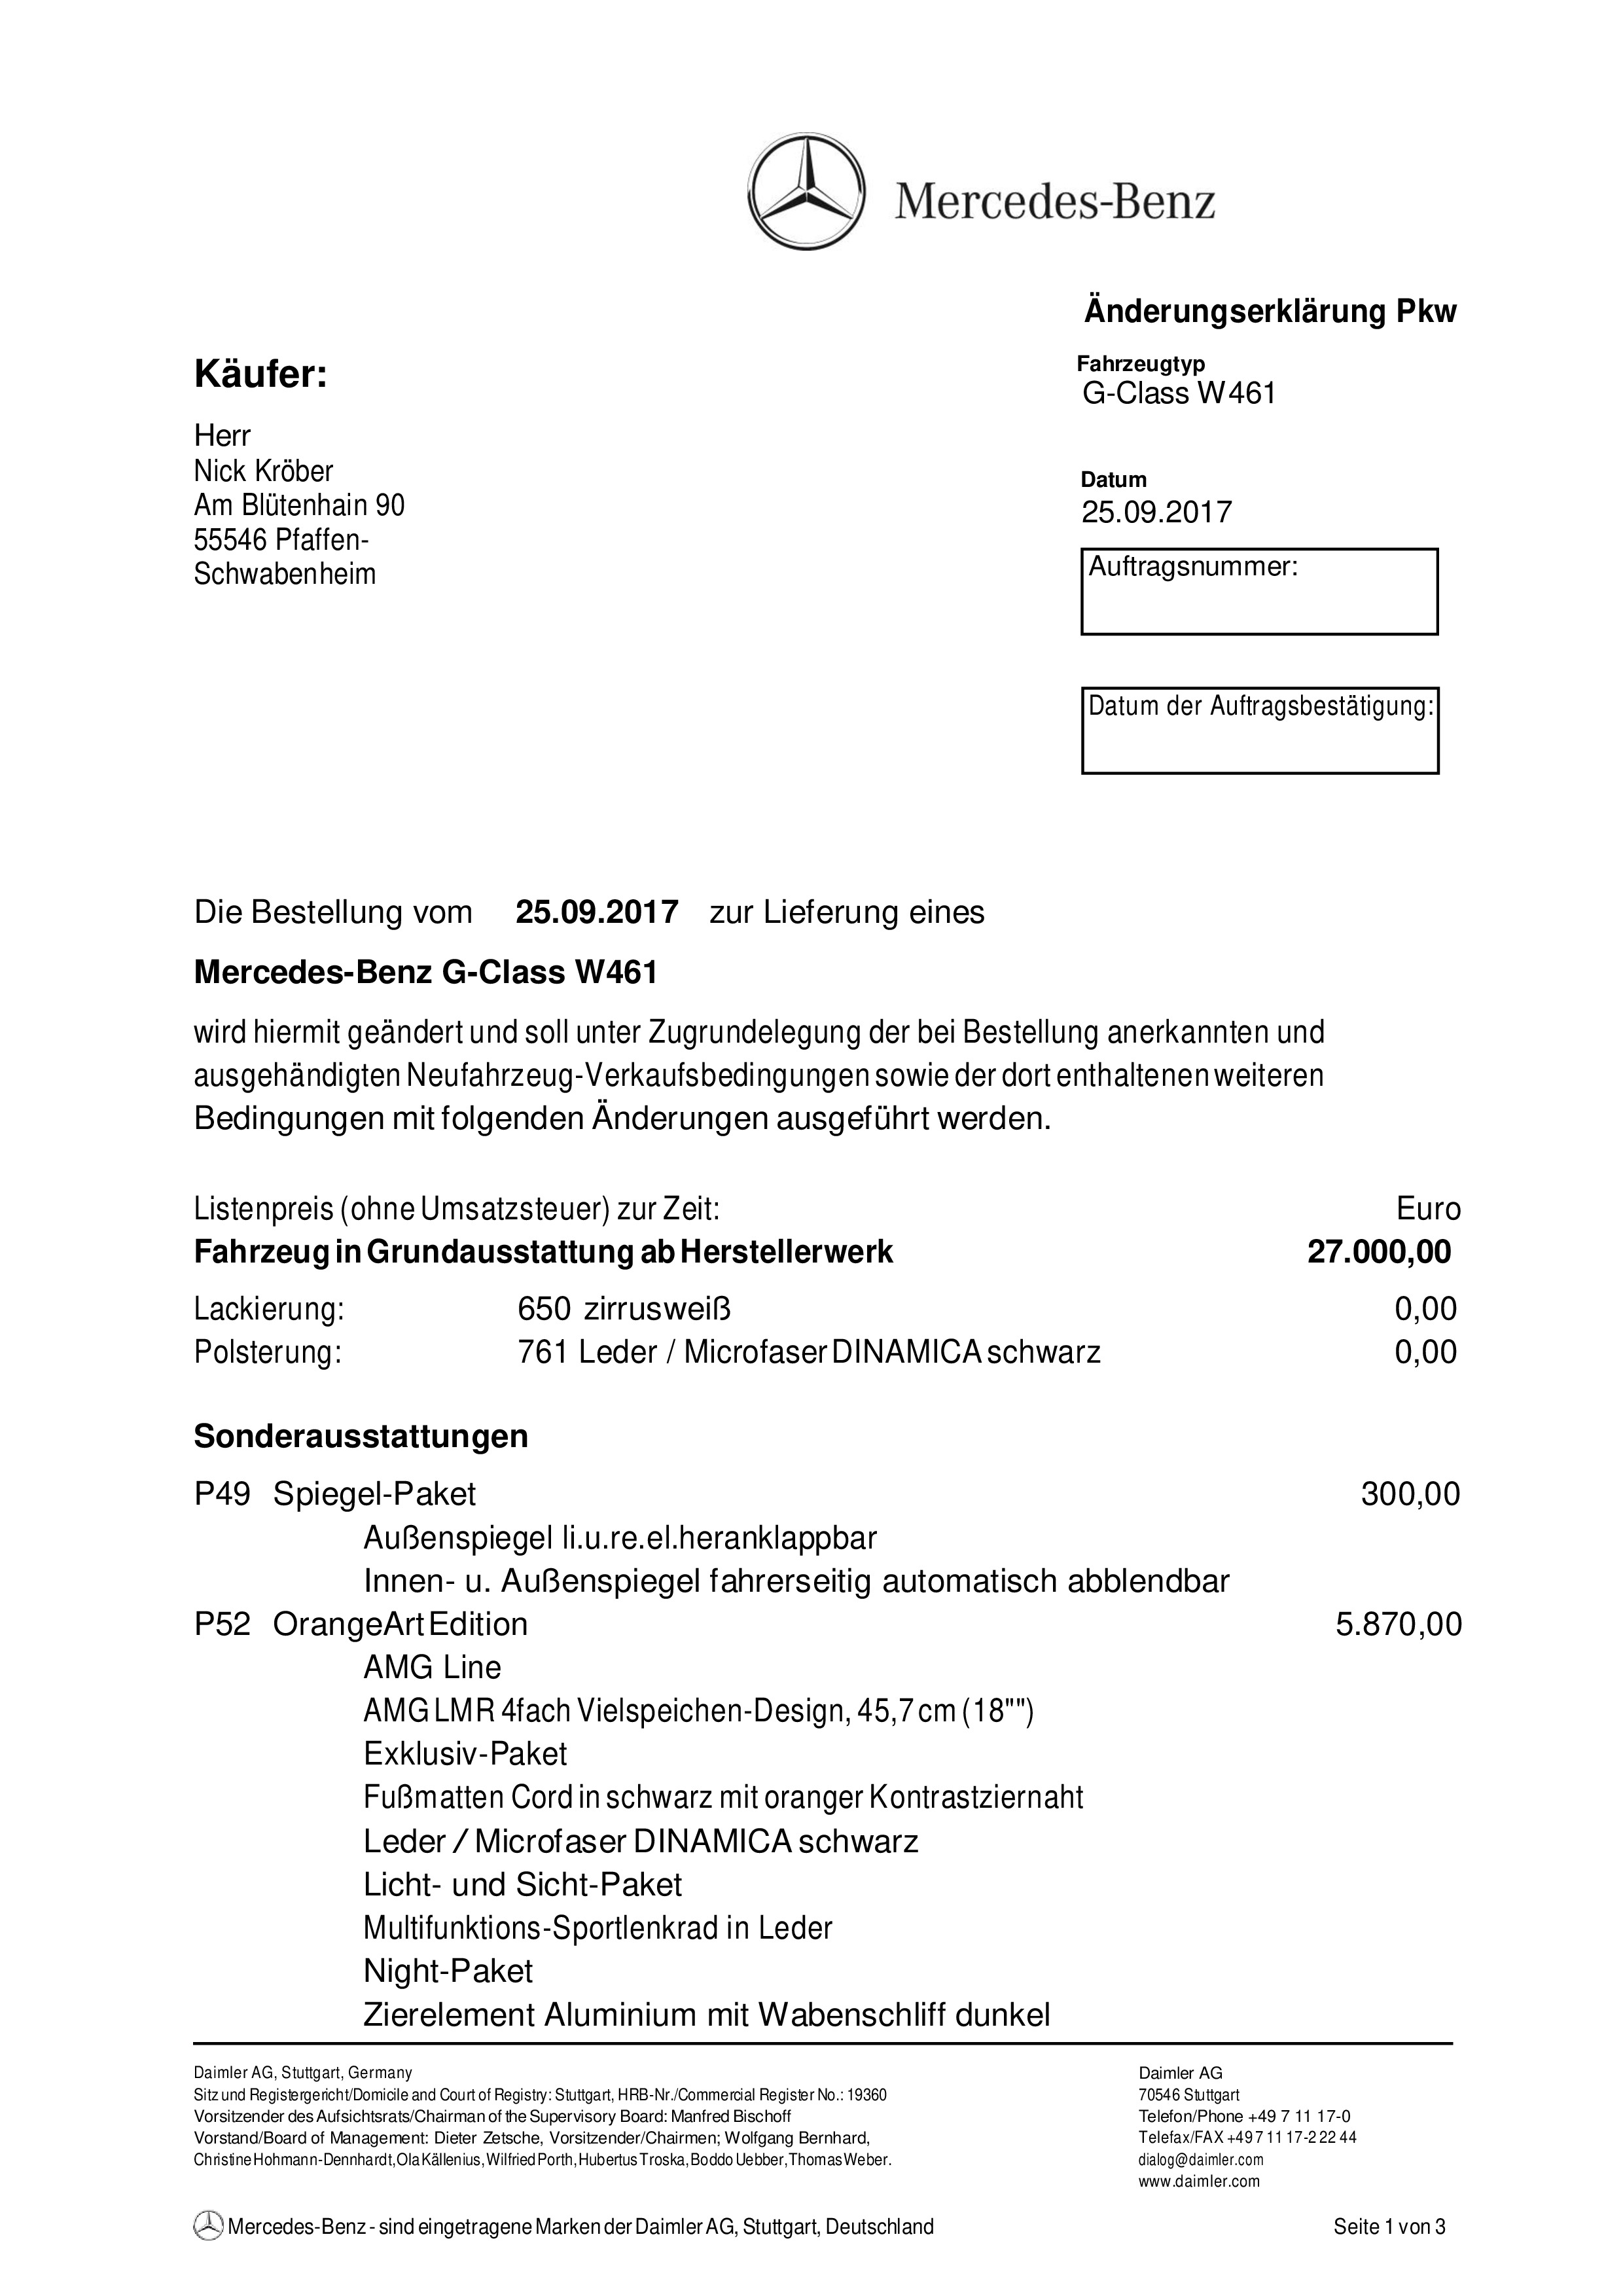 Mercedes-Benz
Änderungserklärung Pkw
Käufer:
Fahrzeugtyp
G-Class W461
Herr
Nick Kröber
Am Blütenhain 90
55546 Pfaffen-
Schwabenheim
Datum
25.09.2017
Auftragsnummer:
Datum der Auftragsbestätigung:
Die Bestellung vom 25.09.2017 zur Lieferung eines
Mercedes-Benz G-Class W461
wird hiermit geändert und soll unter Zugrundelegung der bei Bestellung anerkannten und
ausgehändigten Neufahrzeug-Verkaufsbedingungen sowie der dort enthaltenen weiteren
Bedingungen mit folgenden Änderungen ausgeführt werden.
Listenpreis (ohne Umsatzsteuer) zur Zeit: Euro
Fahrzeug in Grundausstattung ab Herstellerwerk 27.000,00
Lackierung: 650 zirrusweiß 0,00
Polsterung: 761 Leder / Microfaser DINAMICA schwarz 0,00
Sonderausstattungen
P49 Spiegel-Paket 300,00
Außenspiegel li.u.re.el.heranklappbar
Innen- u. Außenspiegel fahrerseitig automatisch abblendbar
P52 OrangeArt Edition 5.870,00
AMG Line
AMG LMR 4fach Vielspeichen-Design, 45,7 cm (18"")
Exklusiv-Paket
Fußmatten Cord in schwarz mit oranger Kontrastziernaht
Leder / Microfaser DINAMICA schwarz
Licht- und Sicht-Paket
Multifunktions-Sportlenkrad in Leder
Night-Paket
Zierelement Aluminium mit Wabenschliff dunkel
Daimler AG, Stuttgart, Germany
Sitz und Registergericht/Domicile and Court of Registry: Stuttgart, HRB-Nr./Commercial Register No.: 19360
Vorsitzender des Aufsichtsrats/Chairman of the Supervisory Board: Manfred Bischoff
Vorstand/Board of Management: Dieter Zetsche, Vorsitzender/Chairmen; Wolfgang Bernhard,
Christine Hohmann-Dennhardt, Ola Källenius, Wilfried Porth, Hubertus Troska, Boddo Uebber, Thomas Weber.
Daimler AG
70546 Stuttgart
Telefon/Phone +49 7 11 17-0
Telefax/FAX +49 7 11 17-2 22 44
dialog@daimler.com
www.daimler.com
Mercedes-Benz - sind eingetragene Marken der Daimler AG, Stuttgart, Deutschland Seite 1 von 3